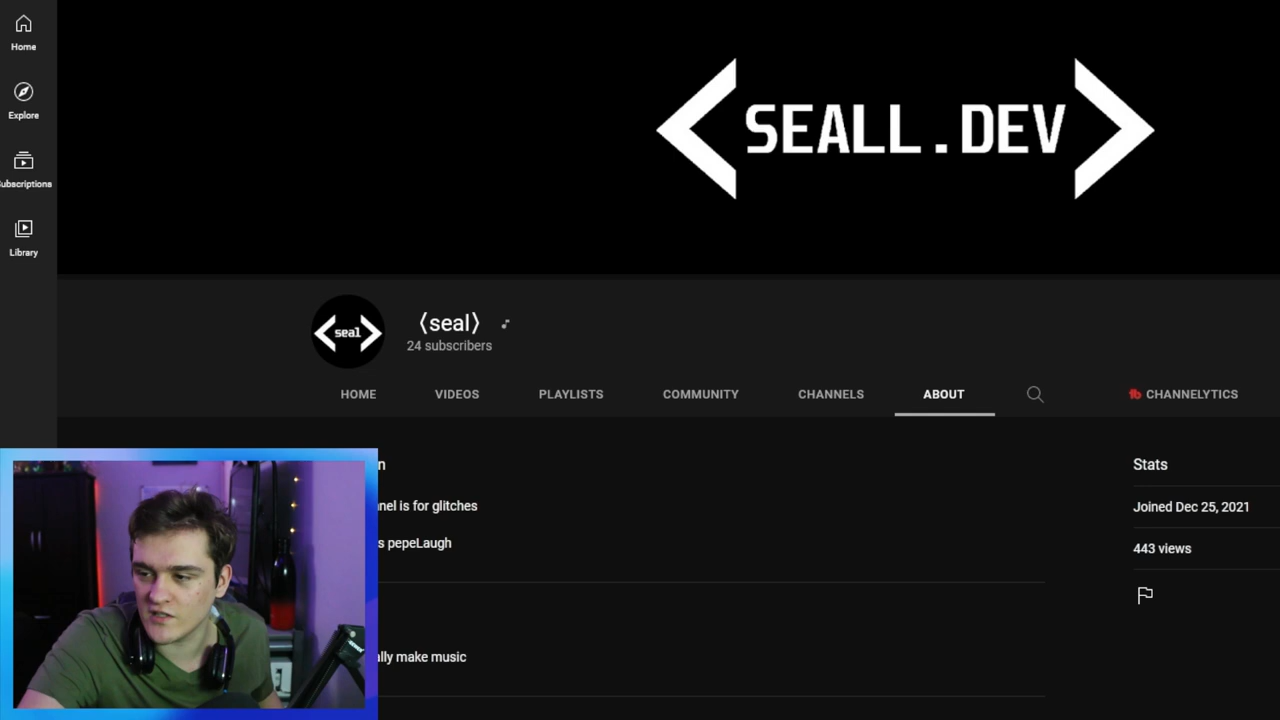 Home
Explore
Subscriptions
Library
SEALL.DEV
seal
⟨seal⟩
24 subscribers
HOME
VIDEOS
PLAYLISTS
COMMUNITY
CHANNELS
ABOUT
CHANNELYTICS
n
nel is for glitches
s pepeLaugh
ally make music
Stats
Joined Dec 25, 2021
443 views